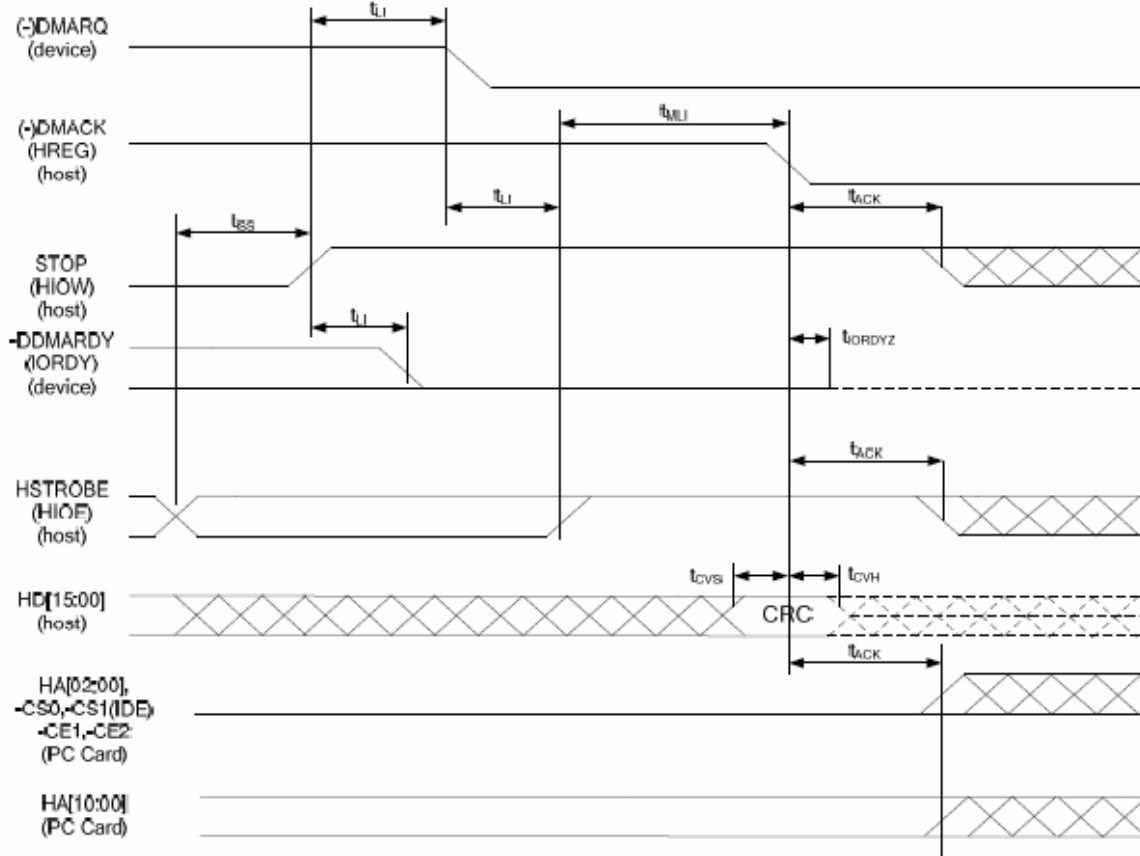 tLI
(-)DMARQ
(device)
tMLI
(-)DMACK
(HREG)
(host)
tLI
tACK
tSS
STOP
(HIOW)
(host)
tLI
-DDMARDY
(IORDY)
(device)
tIORDYZ
tACK
HSTROBE
(HIOE)
(host)
tCVS
tCVH
HD[15:00]
(host)
CRC
tACK
HA[02:00],
-CS0,-CS1(IDE)
-CE1,-CE2
(PC Card)
HA[10:00]
(PC Card)